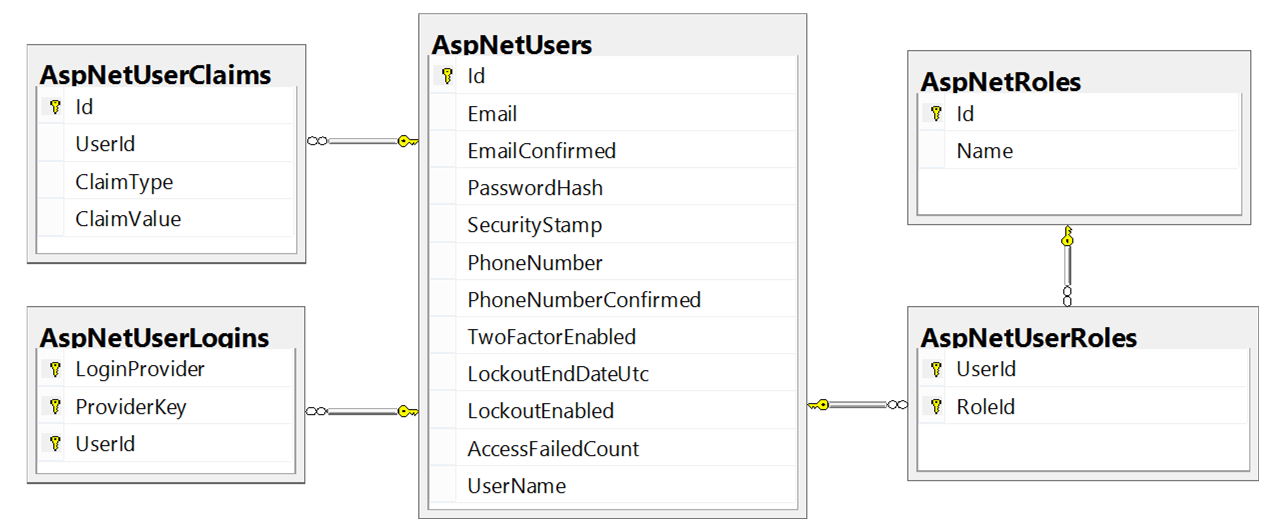 AspNetUserClaims
Id
UserId
ClaimType
ClaimValue
AspNetUserLogins
LoginProvider
ProviderKey
UserId
AspNetUsers
Id
Email
EmailConfirmed
PasswordHash
SecurityStamp
PhoneNumber
PhoneNumberConfirmed
TwoFactorEnabled
LockoutEndDateUtc
LockoutEnabled
AccessFailedCount
UserName
AspNetRoles
Id
Name
AspNetUserRoles
UserId
RoleId